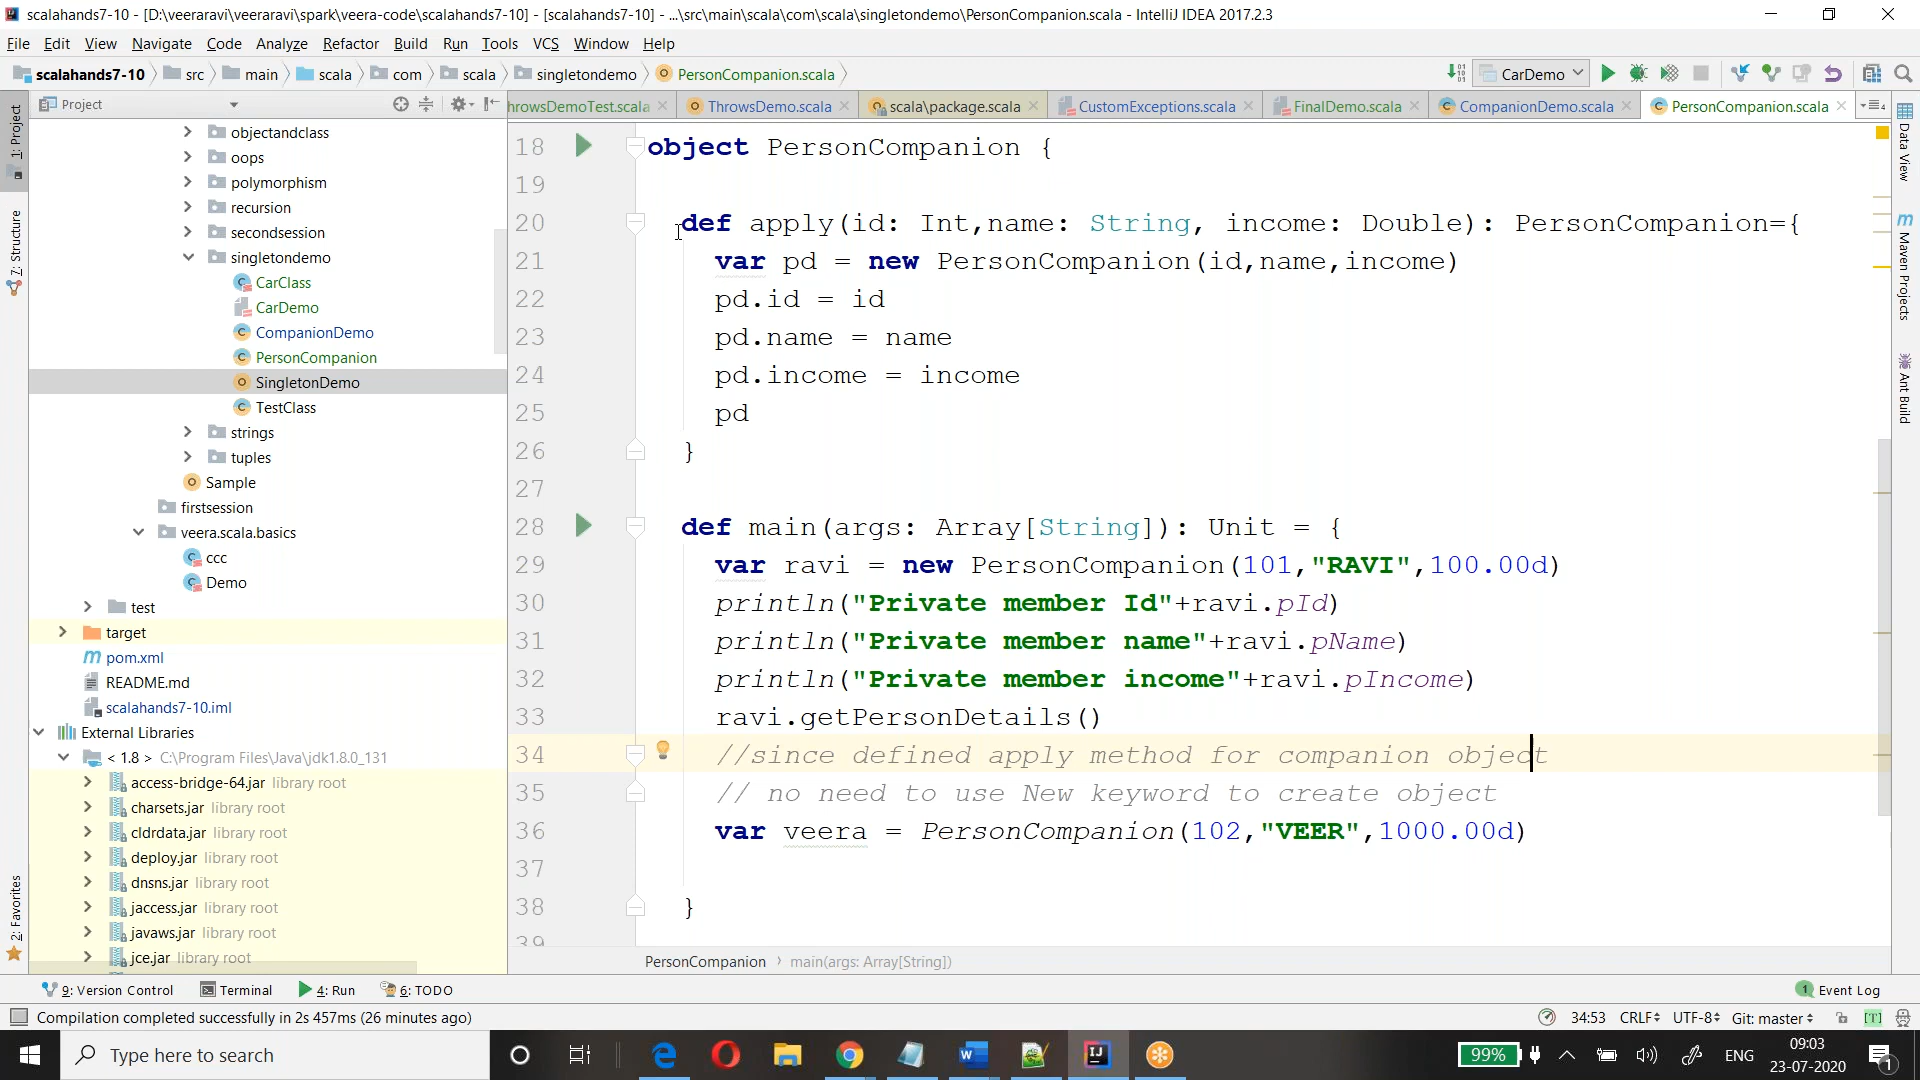 scalahands7-10 - [D:\veeraravi\veeraravi\spark\veera-code\scalahands7-10] - [scalahands7-10] - ...\src\main\scala\com\scala\singletondemo\PersonCompanion.scala - IntelliJ IDEA 2017.2.3
File Edit View Navigate Code Analyze Refactor Build Run Tools VCS Window Help
scalahands7-10 src main scala com scala singletondemo PersonCompanion.scala CarDemo
Project
hrowsDemoTest.scala ThrowsDemo.scala scala\package.scala CustomExceptions.scala FinalDemo.scala CompanionDemo.scala PersonCompanion.scala
1: Project
7: Structure
2: Favorites
objectandclass
oops
polymorphism
recursion
secondsession
singletondemo
CarClass
CarDemo
CompanionDemo
PersonCompanion
SingletonDemo
TestClass
strings
tuples
Sample
firstsession
veera.scala.basics
ccc
Demo
test
target
pom.xml
README.md
scalahands7-10.iml
External Libraries
< 1.8 > C:\Program Files\Java\jdk1.8.0_131
access-bridge-64.jar library root
charsets.jar library root
cldrdata.jar library root
deploy.jar library root
dnsns.jar library root
jaccess.jar library root
javaws.jar library root
jce.jar library root
18 object PersonCompanion {
19
20 def apply(id: Int,name: String, income: Double): PersonCompanion={
21 var pd = new PersonCompanion(id,name,income)
22 pd.id = id
23 pd.name = name
24 pd.income = income
25 pd
26 }
27
28 def main(args: Array[String]): Unit = {
29 var ravi = new PersonCompanion(101,"RAVI",100.00d)
30 println("Private member Id"+ravi.pId)
31 println("Private member name"+ravi.pName)
32 println("Private member income"+ravi.pIncome)
33 ravi.getPersonDetails()
34 //since defined apply method for companion object
35 // no need to use New keyword to create object
36 var veera = PersonCompanion(102,"VEER",1000.00d)
37
38 }
39
PersonCompanion main(args: Array[String])
Data View
Maven Projects
Ant Build
9: Version Control Terminal 4: Run 6: TODO 1 Event Log
Compilation completed successfully in 2s 457ms (26 minutes ago) 34:53 CRLF UTF-8 Git: master [T]
Type here to search 99% ENG 09:03
23-07-2020 1